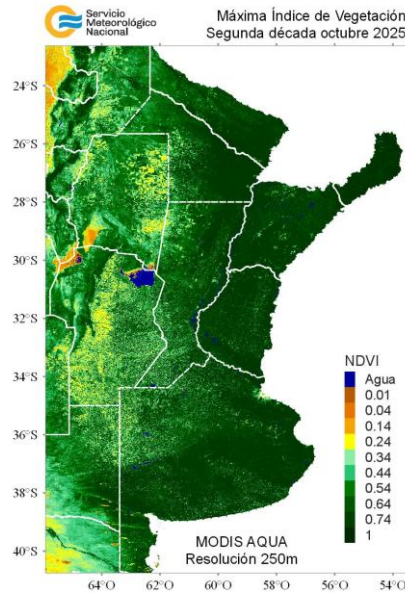 Servicio
Meteorológico
Nacional
Máxima Índice de Vegetación
Segunda década octubre 2025
24°S
26°S
28°S
30°S
32°S
34°S
36°S
38°S
40°S
NDVI
Agua
0.01
0.04
0.14
0.24
0.34
0.44
0.54
0.64
0.74
1
MODIS AQUA
Resolución 250m
64°O
62°O
60°O
58°O
56°O
54°O